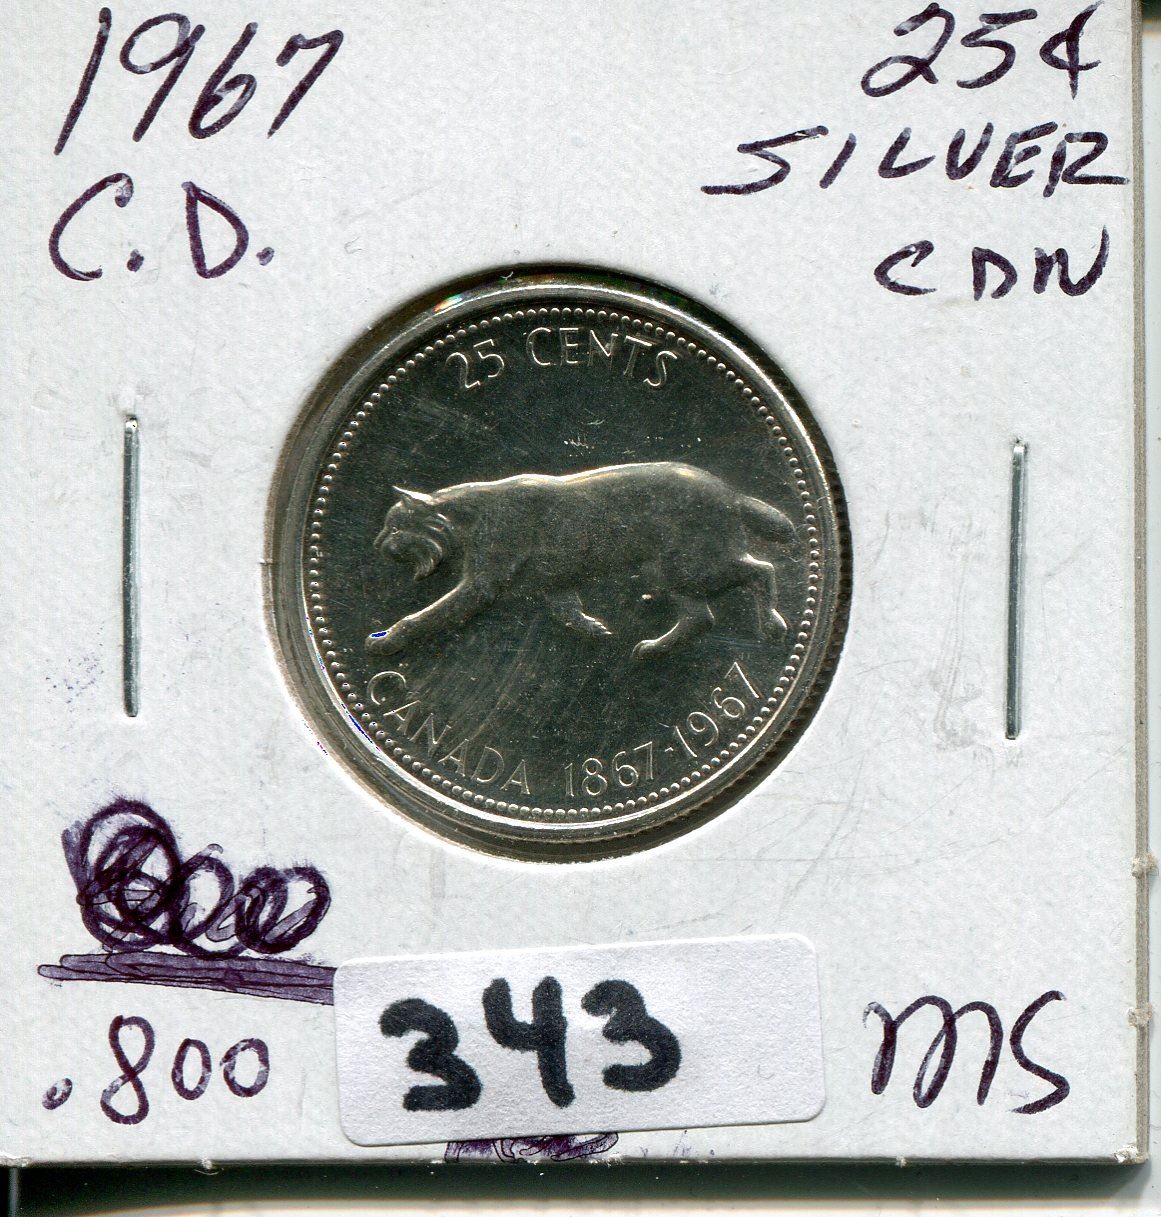 1967
C.D.
25¢
SILVER
CDN
25 CENTS
CANADA 1867-1967
.800
343
MS